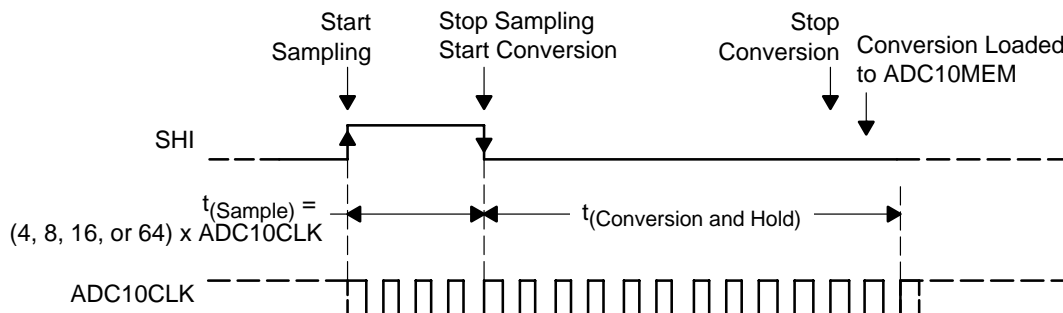 Start
Sampling
Stop Sampling
Start Conversion
Stop
Conversion
Conversion Loaded
to ADC10MEM
SHI
t(Sample) =
(4, 8, 16, or 64) x ADC10CLK
t(Conversion and Hold)
ADC10CLK